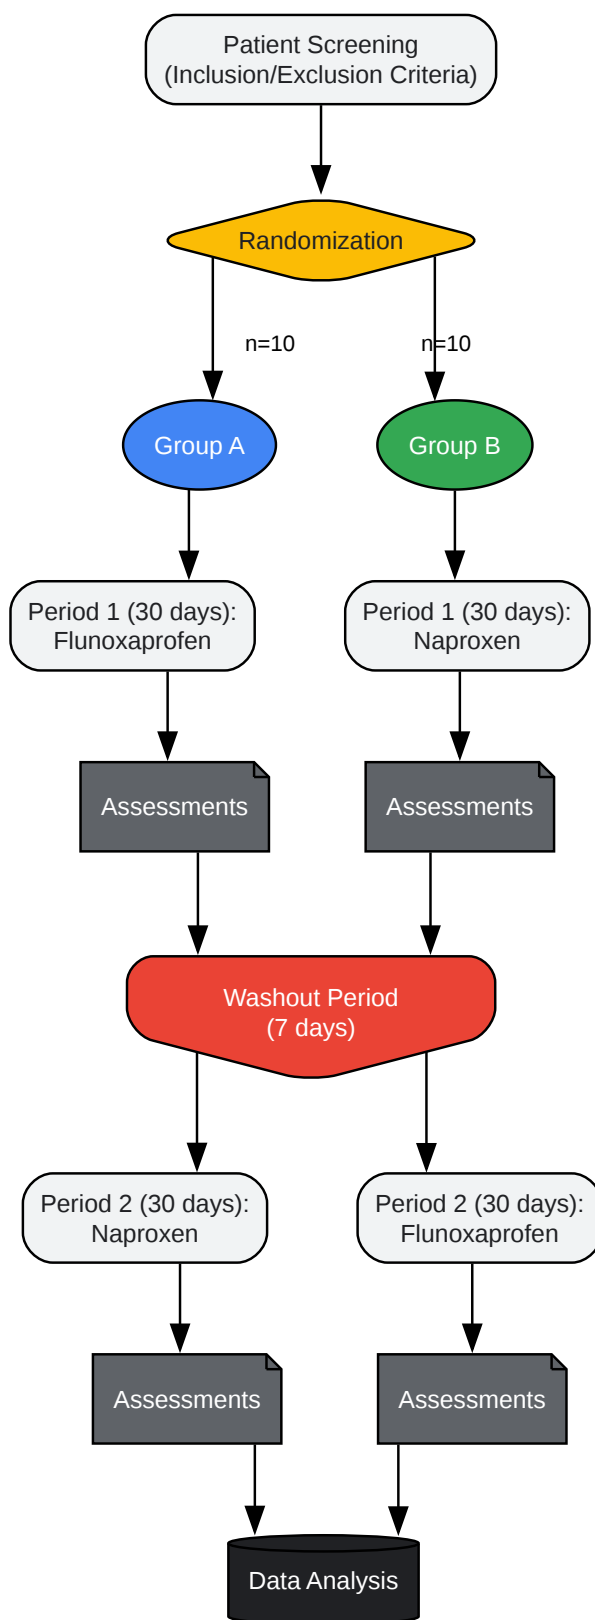 Patient Screening
(Inclusion/Exclusion Criteria)
Randomization
n=10
n=10
Group A
Group B
Period 1 (30 days):
Flunoxaprofen
Period 1 (30 days):
Naproxen
Assessments
Assessments
Washout Period
(7 days)
Period 2 (30 days):
Naproxen
Period 2 (30 days):
Flunoxaprofen
Assessments
Assessments
Data Analysis